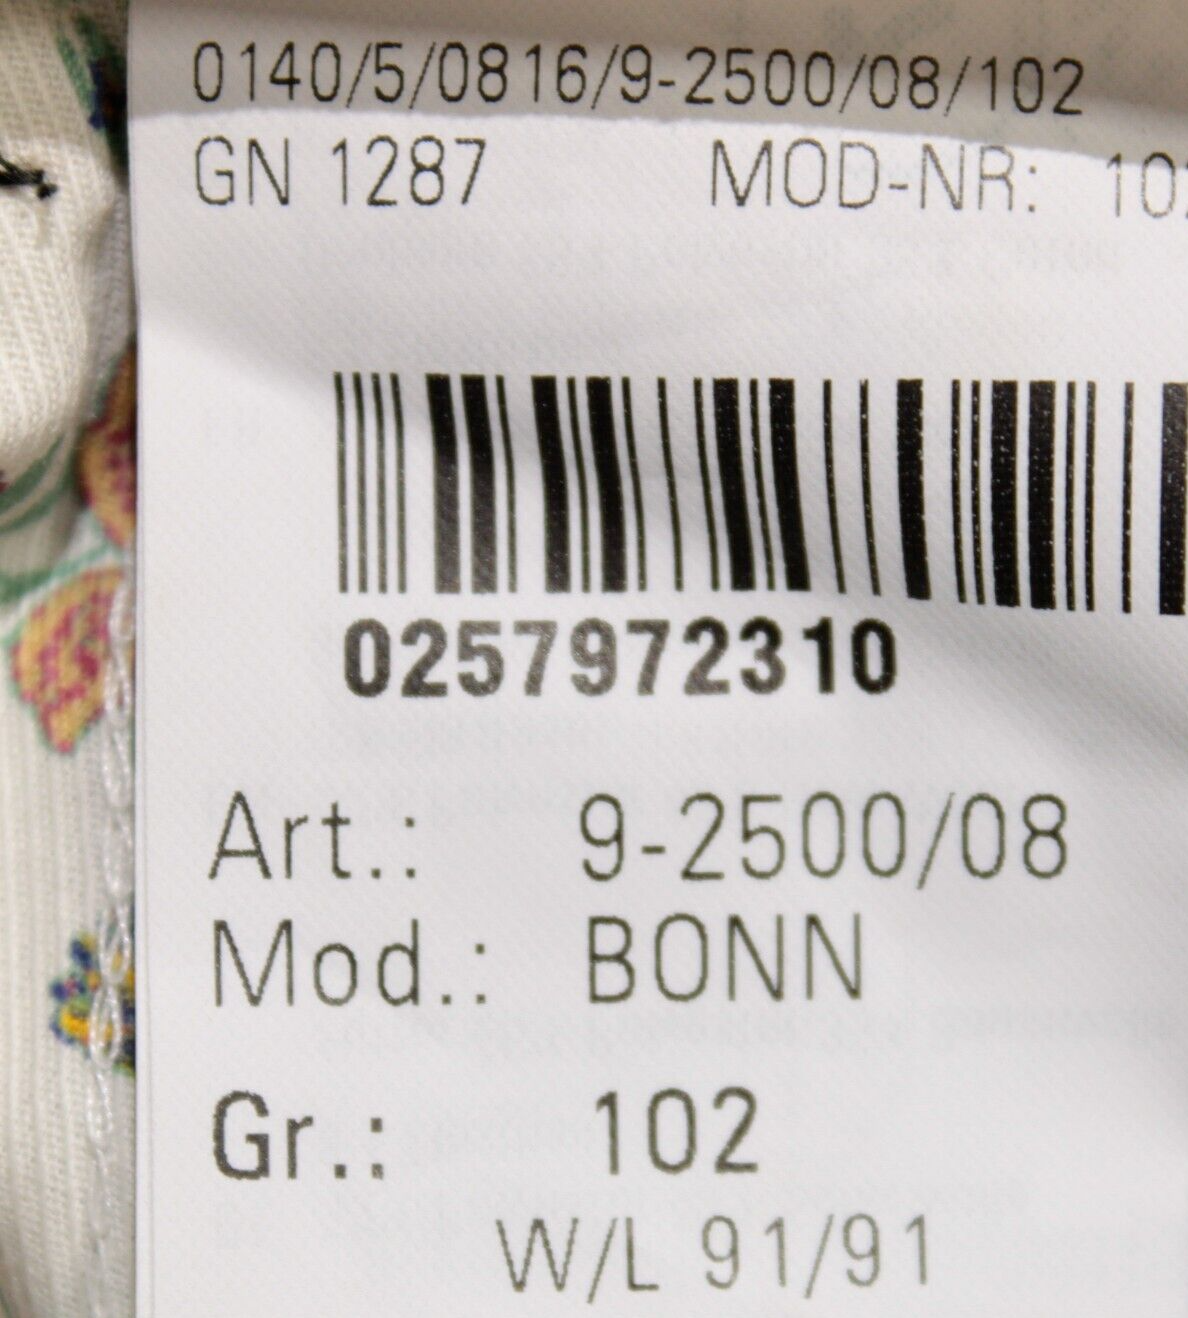 0140/5/0816/9-2500/08/102
GN 1287 MOD-NR:
0257972310
Art.: 9-2500/08
Mod.: BONN
Gr.: 102
W/L 91/91